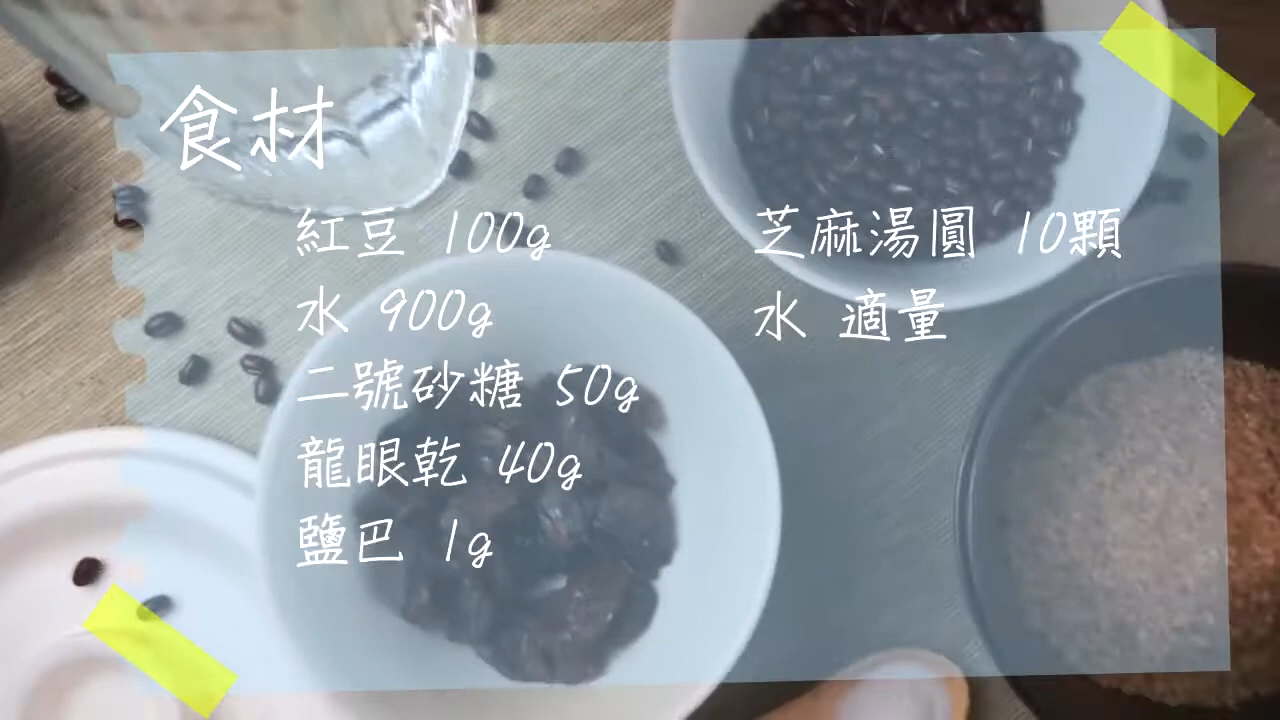 食材
紅豆 100g
水 900g
二號砂糖 50g
龍眼乾 40g
鹽巴 1g
芝麻湯圓 10顆
水 適量